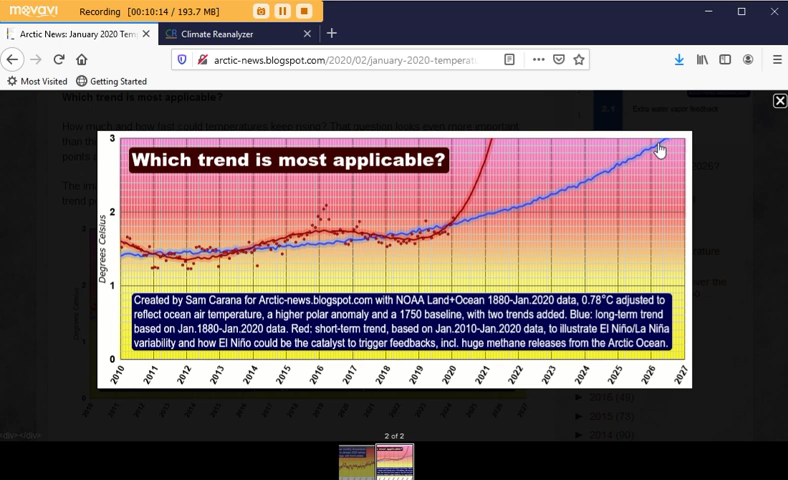 movavi
Recording [00:10:14 / 193.7 MB]
Arctic News: January 2020 Temp
Climate Reanalyzer
arctic-news.blogspot.com/2020/02/january-2020-temperat
Most Visited
Getting Started
Which trend is most applicable?
3
Which trend is most applicable?
2
Degrees Celsius
1
Created by Sam Carana for Arctic-news.blogspot.com with NOAA Land+Ocean 1880-Jan.2020 data, 0.78°C adjusted to
reflect ocean air temperature, a higher polar anomaly and a 1750 baseline, with two trends added. Blue: long-term trend
based on Jan.1880-Jan.2020 data. Red: short-term trend, based on Jan.2010-Jan.2020 data, to illustrate El Niño/La Niña
variability and how El Niño could be the catalyst to trigger feedbacks, incl. huge methane releases from the Arctic Ocean.
0
2010 2011 2012 2013 2014 2015 2016 2017 2018 2019 2020 2021 2022 2023 2024 2025 2026 2027
2 of 2